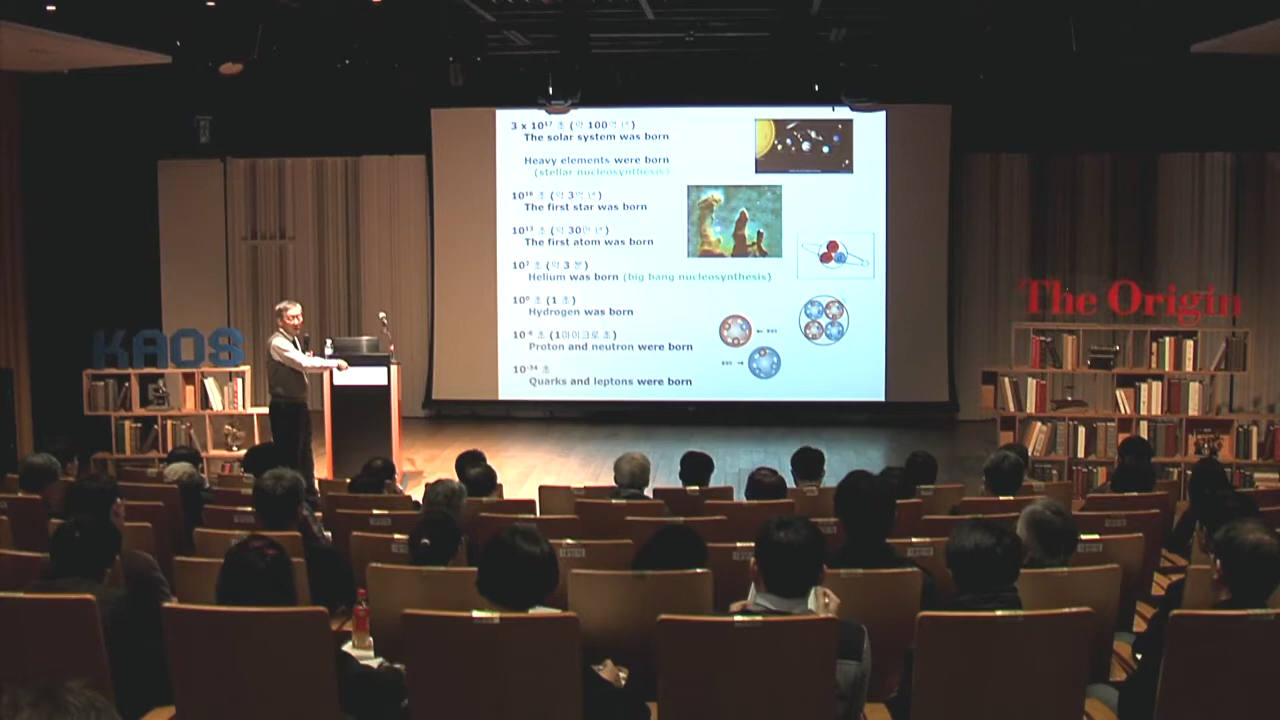 3 x 10¹⁷ 초 (약 100억 년)
The solar system was born
Heavy elements were born
(stellar nucleosynthesis)
10¹⁶ 초 (약 3억 년)
The first star was born
10¹³ 초 (약 30만 년)
The first atom was born
10² 초 (약 3 분)
Helium was born (big bang nucleosynthesis)
10⁰ 초 (1 초)
Hydrogen was born
10⁻⁶ 초 (1마이크로 초)
Proton and neutron were born
10⁻³⁴ 초
Quarks and leptons were born
KAOS
The Origin